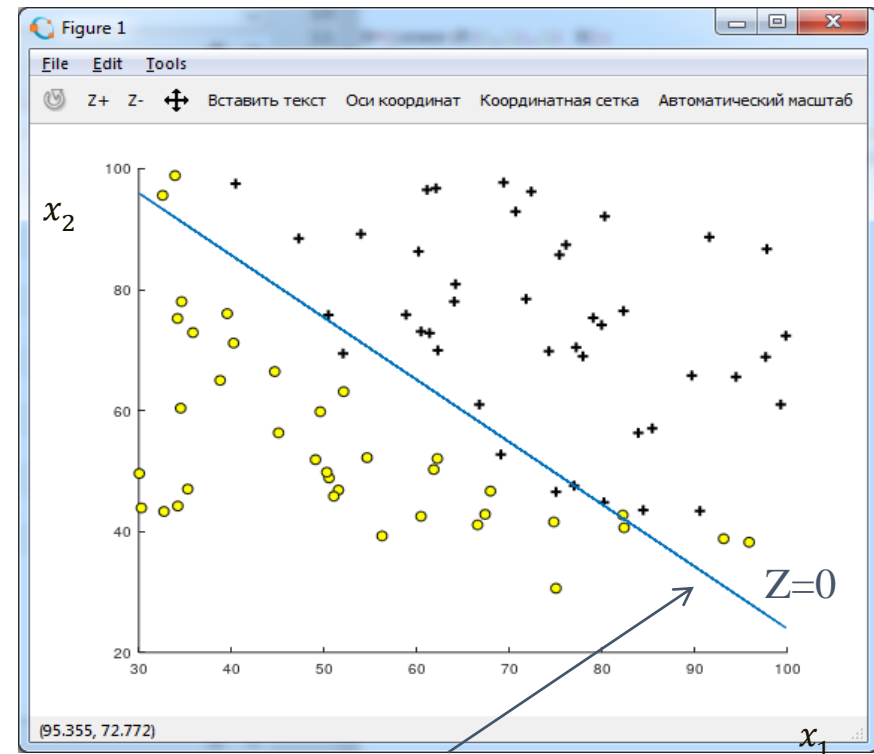 Figure 1
File Edit Tools
Z+ Z- Вставить текст Оси координат Координатная сетка Автоматический масштаб
x₂
100
80
60
40
20
Z=0
30 40 50 60 70 80 90 100
(95.355, 72.772)
x₁